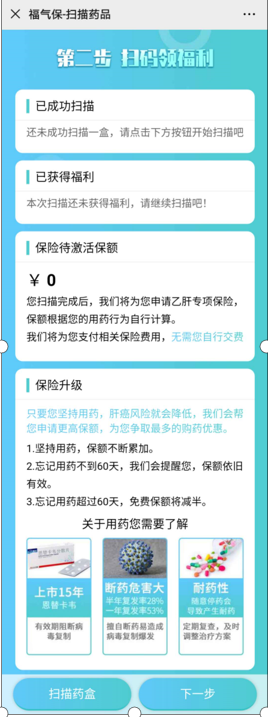 福气保-扫描药品
第二步 扫码领福利
已成功扫描
还未成功扫描一盒，请点击下方按钮开始扫描吧
已获得福利
本次扫描还未获得福利，请继续扫描吧！
保险待激活保额
￥ 0
您扫描完成后，我们将为您申请乙肝专项保险，
保额根据您的用药行为自行计算。
我们将为您支付相关保险费用，无需您自行交费
保险升级
只要您坚持用药，肝癌风险就会降低，我们会帮
您申请更高保额，为您争取最多的购药优惠。
1.坚持用药，保额不断累加。
2.忘记用药不到60天，我们会提醒您，保额依旧
有效。
3.忘记用药超过60天，免费保额将减半。
关于用药您需要了解
上市15年
恩替卡韦
有效期阻断病
毒复制
断药危害大
半年复发率28%
一年复发率53%
擅自断药易造成
病毒复制爆发
耐药性
随意停药会
导致产生耐药
定期复查，及时
调整治疗方案
扫描药盒
下一步